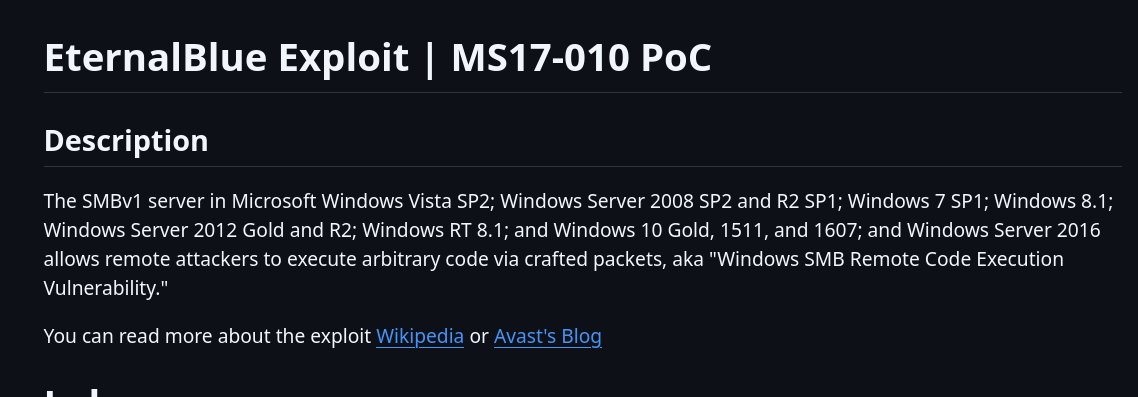 EternalBlue Exploit | MS17-010 PoC
Description
The SMBv1 server in Microsoft Windows Vista SP2; Windows Server 2008 SP2 and R2 SP1; Windows 7 SP1; Windows 8.1;
Windows Server 2012 Gold and R2; Windows RT 8.1; and Windows 10 Gold, 1511, and 1607; and Windows Server 2016
allows remote attackers to execute arbitrary code via crafted packets, aka "Windows SMB Remote Code Execution
Vulnerability."
You can read more about the exploit Wikipedia or Avast's Blog